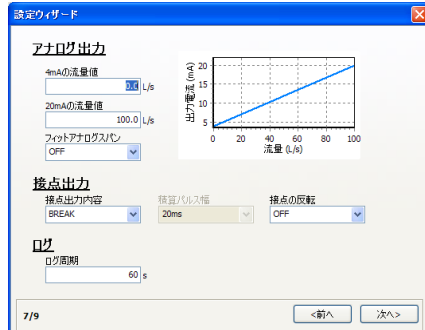 設定ウィザード
アナログ出力
4mAの流量値
0.0 L/s
20mAの流量値
100.0 L/s
フィットアナログスパン
OFF
出力電流 (mA)
20
15
10
5
0 20 40 60 80 100
流量 (L/s)
接点出力
接点出力内容 積算パルス幅 接点の反転
BREAK 20ms OFF
ログ
ログ周期
60 s
7/9 <前へ 次へ>